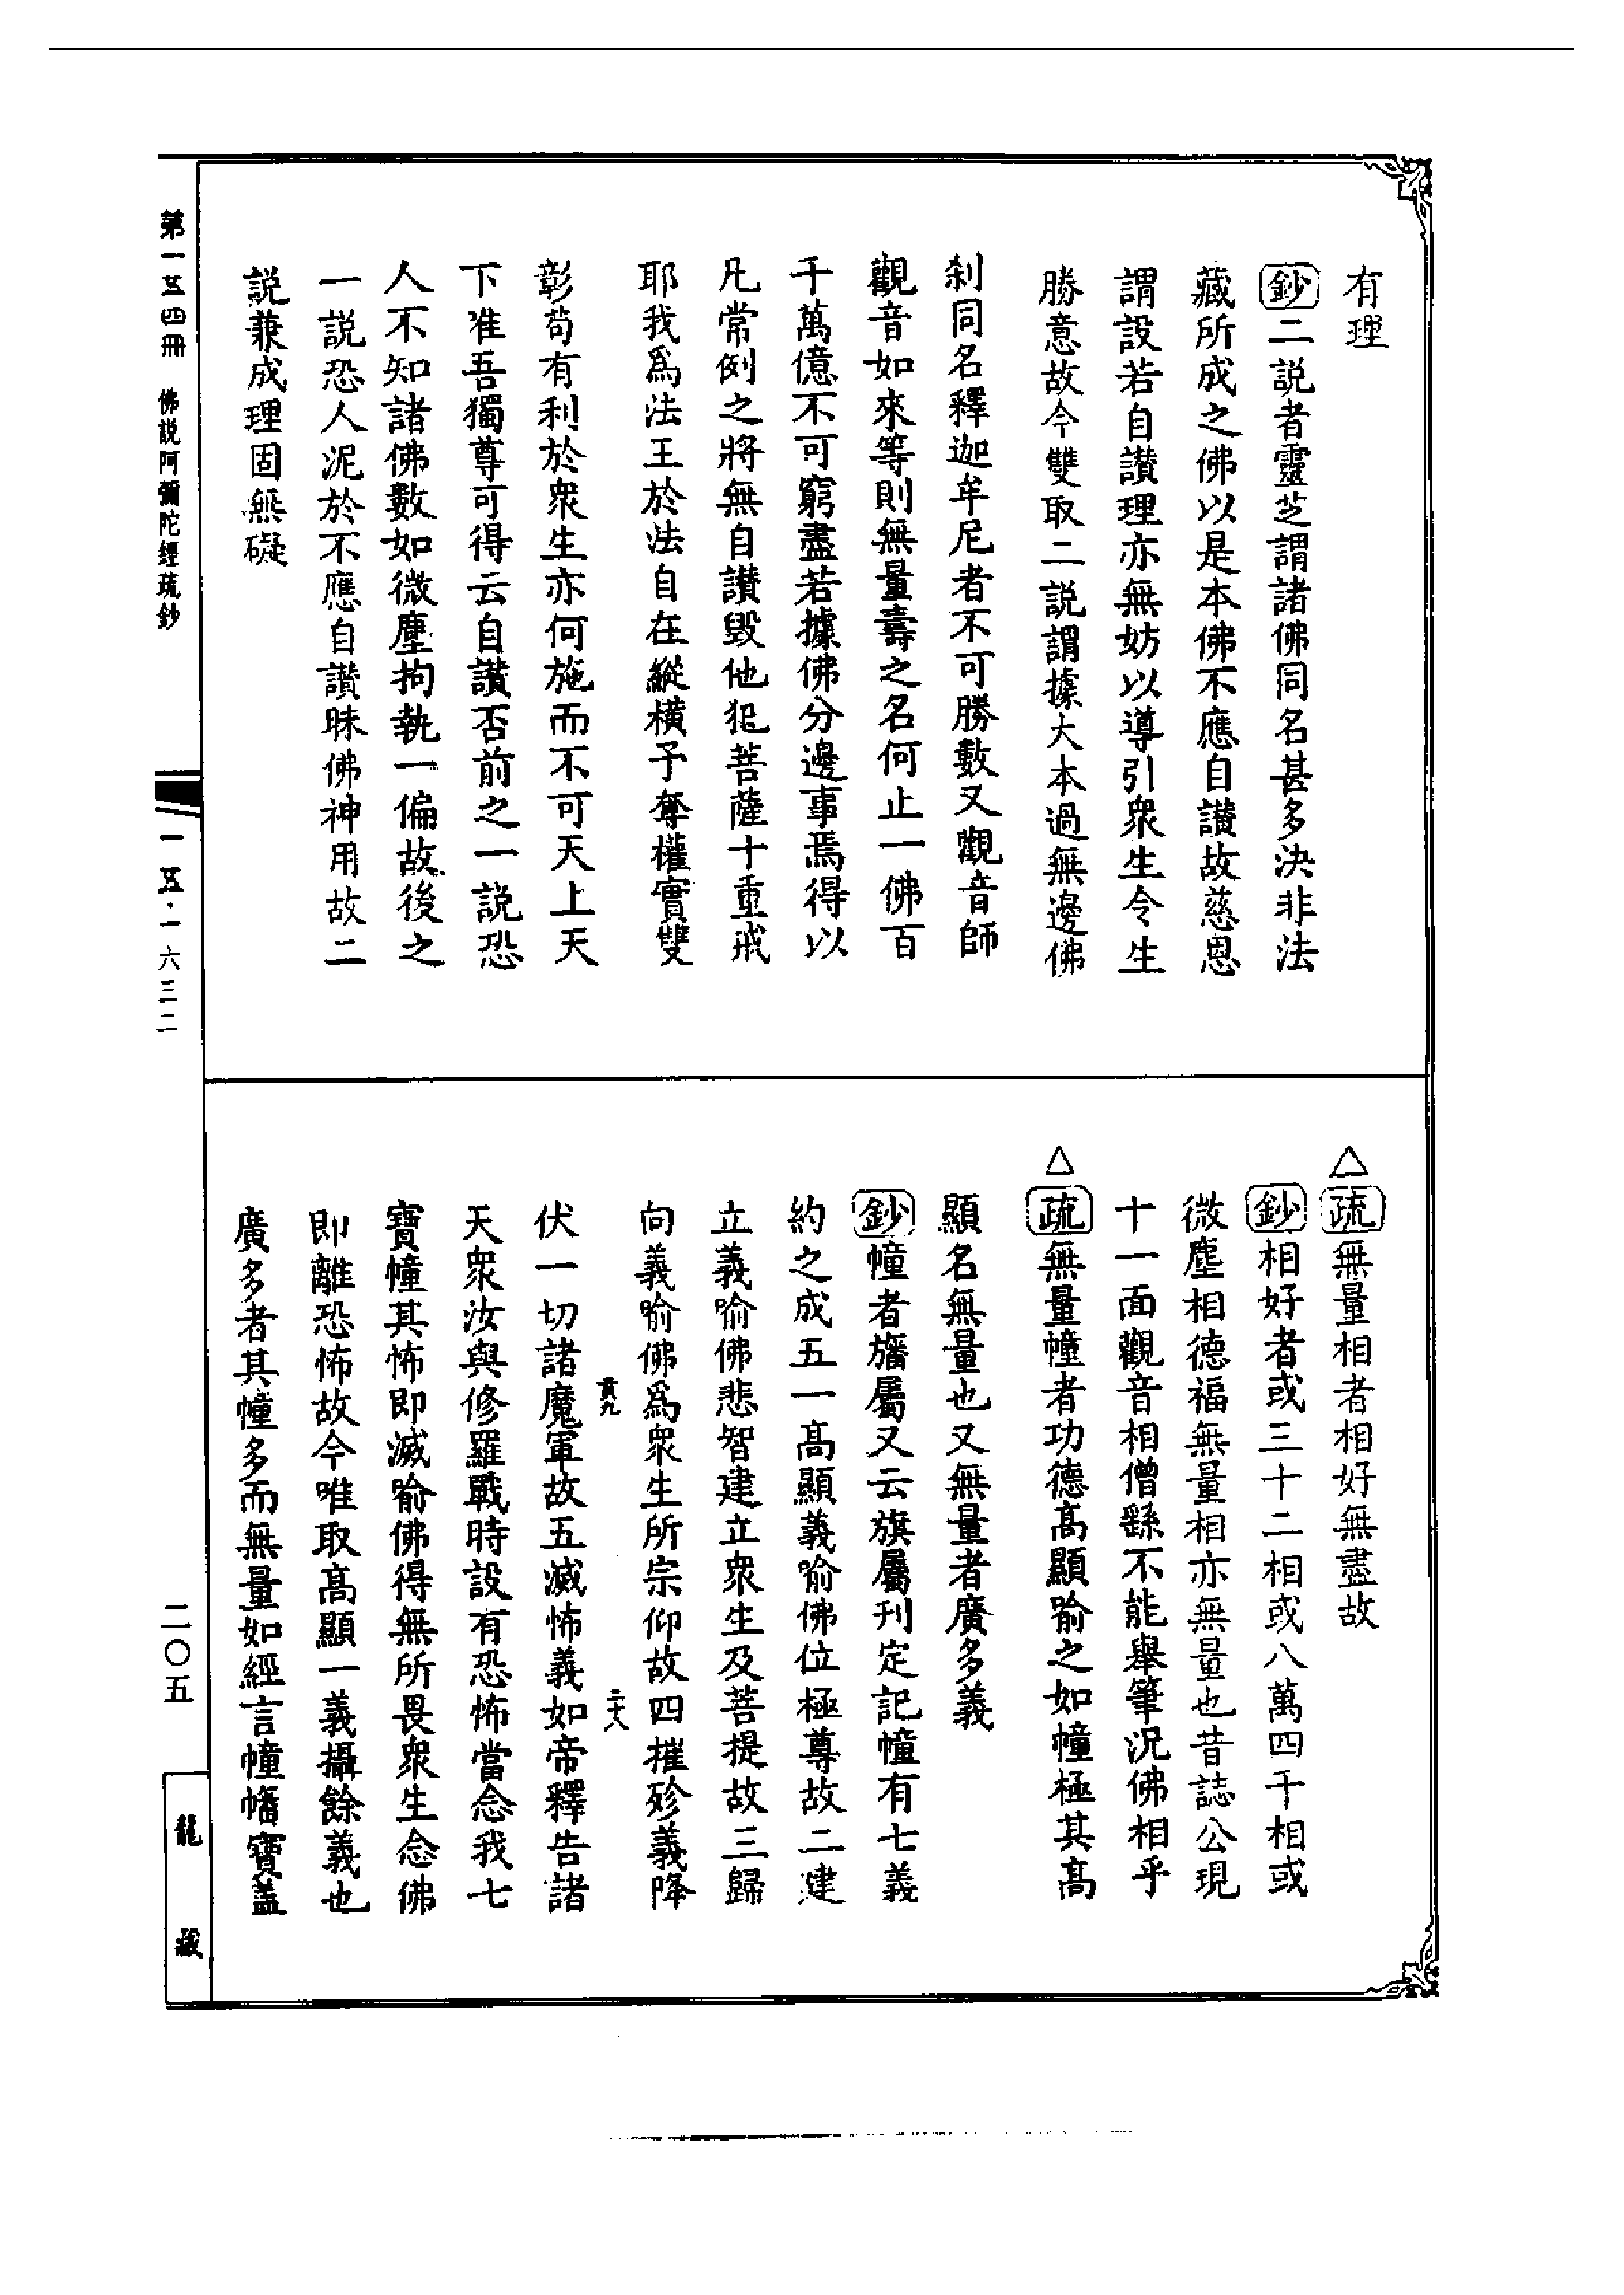 有理
鈔二説者靈芝謂諸佛同名甚多決非法
藏所成之佛以是本佛不應自讃故慈恩
謂設若自讃理亦無妨以導引衆生令生
勝意故今雙取二説謂據大本過無邊佛
刹同名釋迦牟尼者不可勝數又觀音師
觀音如來等則無量壽之名何止一佛百
千萬億不可窮盡若據佛分邊事焉得以
凡常例之將無自讃毀他犯菩薩十重戒
耶我爲法王於法自在縱橫予奪權實雙
彰苟有利於衆生亦何施而不可天上天
下准吾獨尊可得云自讃否前之一説恐
人不知諸佛數如微塵拘執一偏故後之
一説恐人泥於不應自讃昧佛神用故二
説兼成理固無礙
△疏無量相者相好無盡故
鈔相好者或三十二相或八萬四千相或
微塵相德福無量相亦無量也昔誌公現
十一面觀音相僧繇不能舉筆況佛相乎
△疏無量幢者功德高顯喻之如幢極其高
顯名無量也又無量者廣多義
鈔幢者旛屬又云旗屬刊定記幢有七義
約之成五一高顯義喻佛位極尊故二建
立義喻佛悲智建立衆生及菩提故三歸
向義喻佛爲衆生所宗仰故四摧殄義降
貢九
二十八
伏一切諸魔軍故五滅怖義如帝釋告諸
天衆汝與修羅戰時設有恐怖當念我七
寶幢其怖即滅喻佛得無所畏衆生念佛
即離恐怖故今唯取高顯一義攝餘義也
廣多者其幢多而無量如經言幢幡寶蓋
第一五四冊 佛説阿彌陀經疏鈔
一五·一六三二
二〇五
龍藏